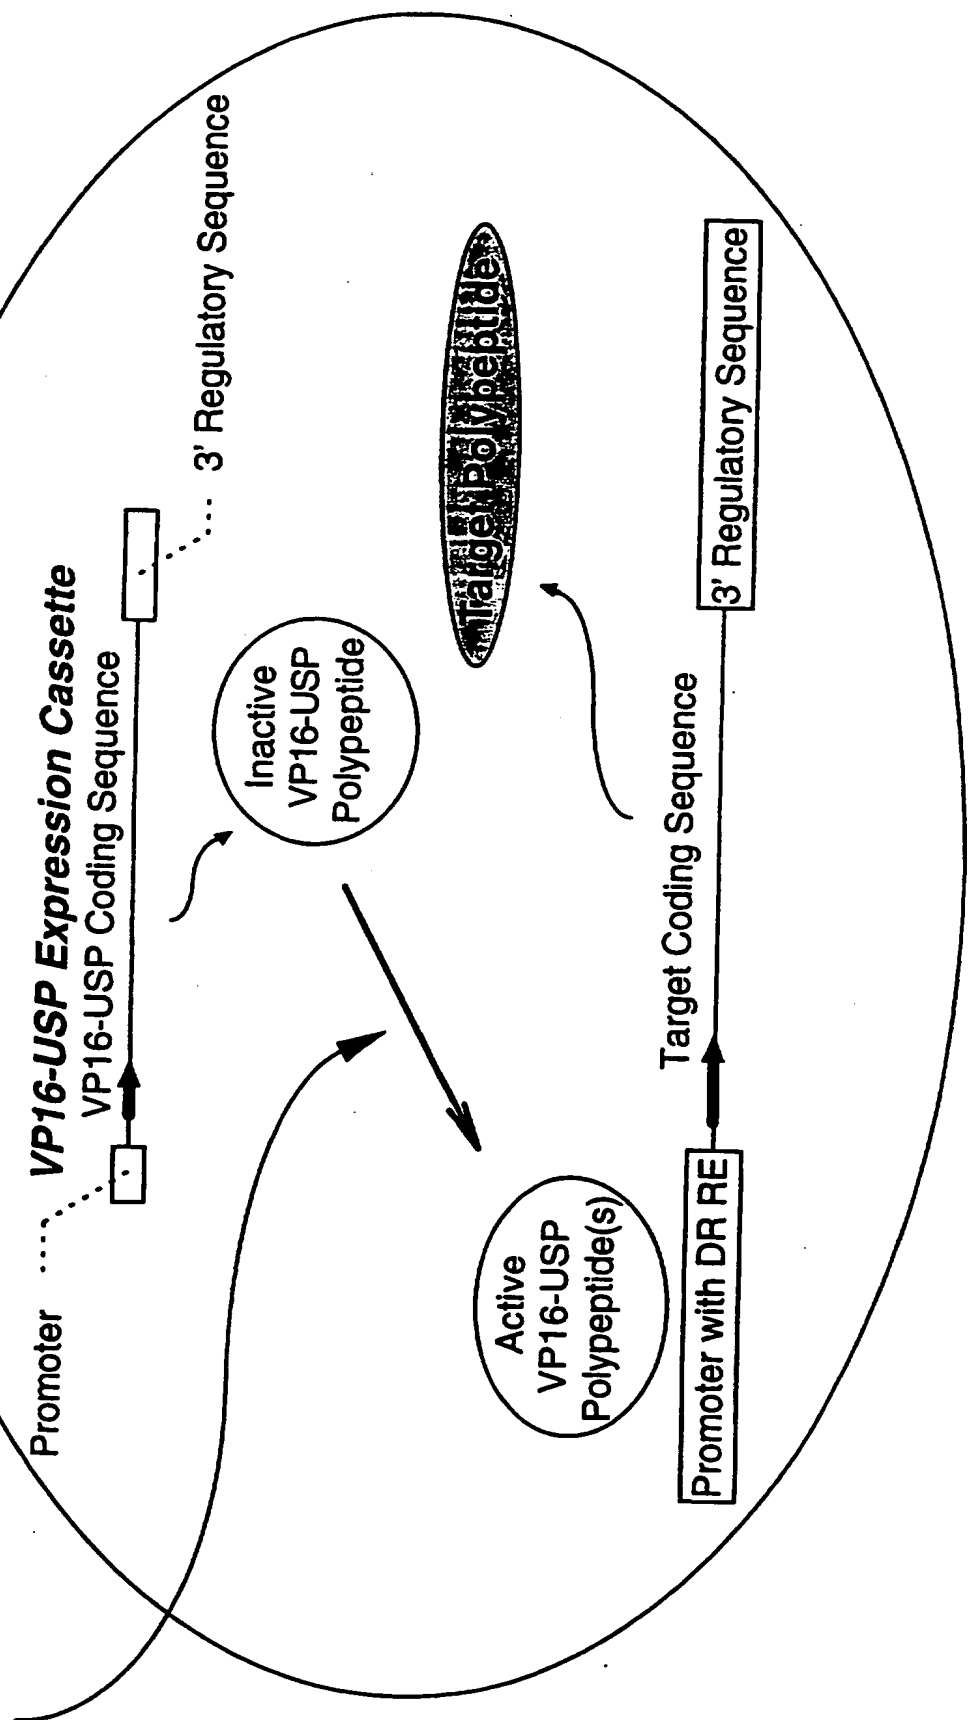 VP16-USP Expression Cassette
Promoter
VP16-USP Coding Sequence
3' Regulatory Sequence
Inactive
VP16-USP
Polypeptide
Target Polypeptide
Active
VP16-USP
Polypeptide(s)
Target Coding Sequence
Promoter with DR RE
3' Regulatory Sequence